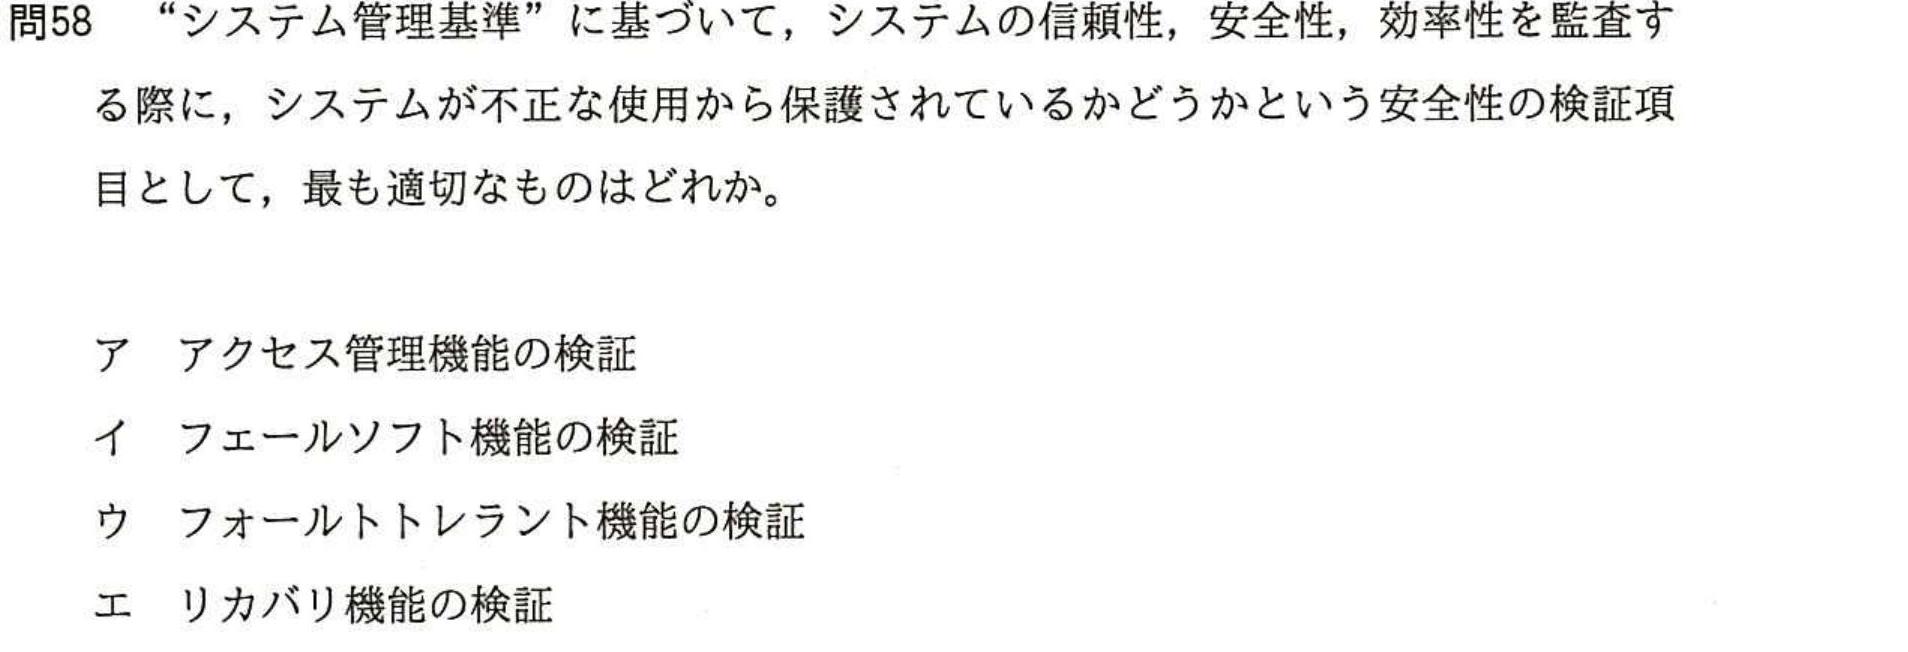 問58 “システム管理基準”に基づいて，システムの信頼性，安全性，効率性を監査す
る際に，システムが不正な使用から保護されているかどうかという安全性の検証項
目として，最も適切なものはどれか。
ア アクセス管理機能の検証
イ フェールソフト機能の検証
ウ フォールトトレラント機能の検証
エ リカバリ機能の検証